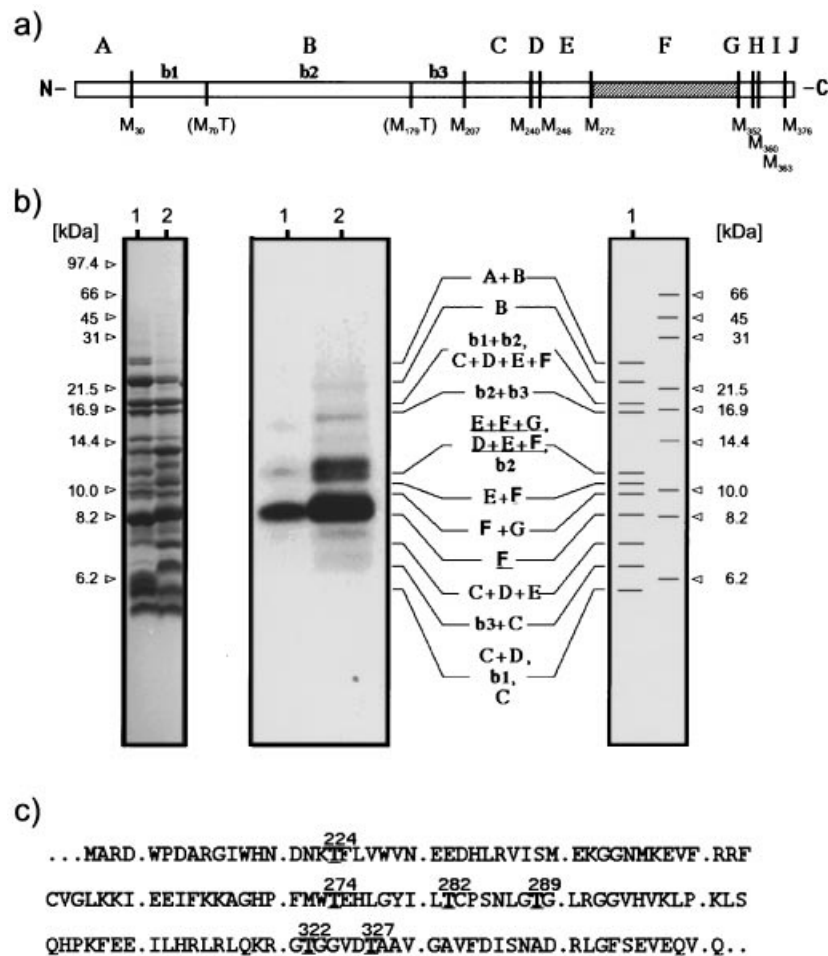 a)
A B C D E F G H I J
b1 b2 b3
N- -C
M30 (M70T) (M179T) M207 M240 M246 M272 M352 M376
M360
M363
b)
[kDa] 1 2 1 2 1 [kDa]
97.4
66
45
31
21.5
16.9
14.4
10.0
8.2
6.2
A+B
B
b1+b2,
C+D+E+F
b2+b3
E+F+G,
D+E+F,
b2
E+F
F+G
F
C+D+E
b3+C
C+D,
b1,
C
66
45
31
21.5
16.9
14.4
10.0
8.2
6.2
c)
224
...MARD.WPDARGIWHN.DNKTFLVWVN.EEDHLRVISM.EKGGNMKEVF.RRF
274 282 289
CVGLKKI.EEIFKKAGHP.FMWTEHLGYI.LTCPSNLGTG.LRGGVHVKLP.KLS
322 327
QHPKFEE.ILHRLRLQKR.GTGGVDTAAV.GAVFDISNAD.RLGFSEVEQV.Q..